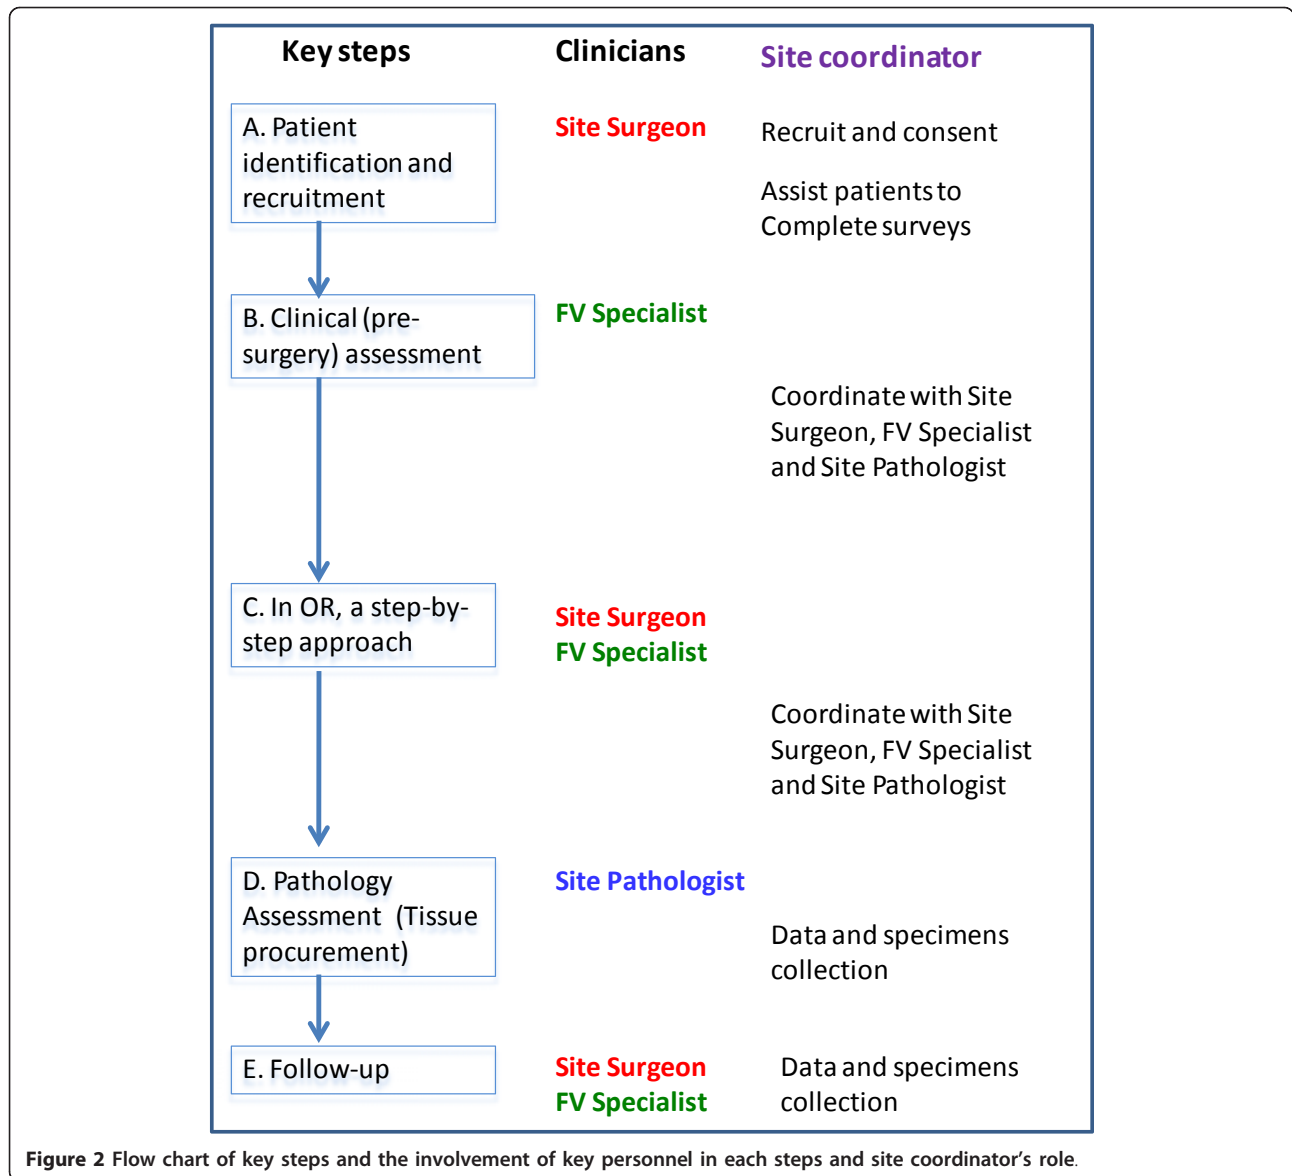 Key steps
Clinicians
Site coordinator
A. Patient
identification and
recruitment
Site Surgeon
Recruit and consent
Assist patients to
Complete surveys
B. Clinical (pre-
surgery) assessment
FV Specialist
Coordinate with Site
Surgeon, FV Specialist
and Site Pathologist
C. In OR, a step-by-
step approach
Site Surgeon
FV Specialist
Coordinate with Site
Surgeon, FV Specialist
and Site Pathologist
D. Pathology
Assessment (Tissue
procurement)
Site Pathologist
Data and specimens
collection
E. Follow-up
Site Surgeon
FV Specialist
Data and specimens
collection
Figure 2 Flow chart of key steps and the involvement of key personnel in each steps and site coordinator's role.